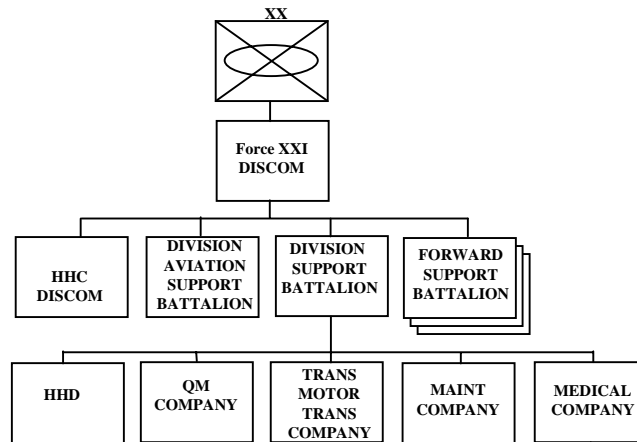 XX
Force XXI
DISCOM
HHC
DISCOM
DIVISION
AVIATION
SUPPORT
BATTALION
DIVISION
SUPPORT
BATTALION
FORWARD
SUPPORT
BATTALION
HHD
QM
COMPANY
TRANS
MOTOR
TRANS
COMPANY
MAINT
COMPANY
MEDICAL
COMPANY